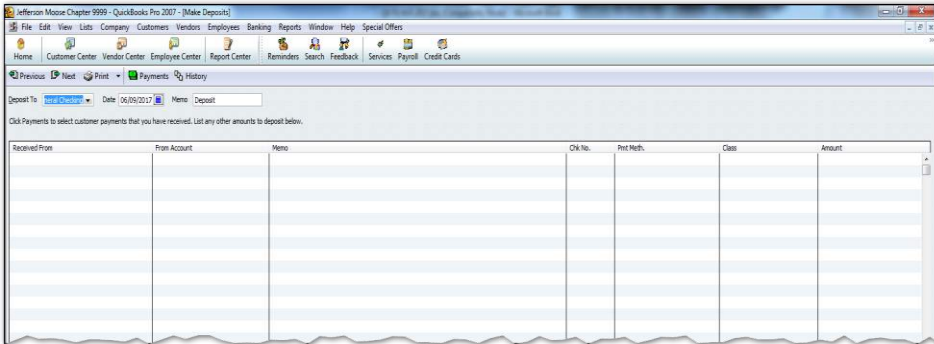 Jefferson Moose Chapter 9999 - QuickBooks Pro 2007 - [Make Deposits]
File Edit View Lists Company Customers Vendors Employees Banking Reports Window Help Special Offers
Home Customer Center Vendor Center Employee Center Report Center Reminders Search Feedback Services Payroll Credit Cards
Previous Next Print Payments History
Deposit To neral Checking Date 06/09/2017 Memo Deposit
Click Payments to select customer payments that you have received. List any other amounts to deposit below.
Received From From Account Memo Chk No. Pmt Meth. Class Amount